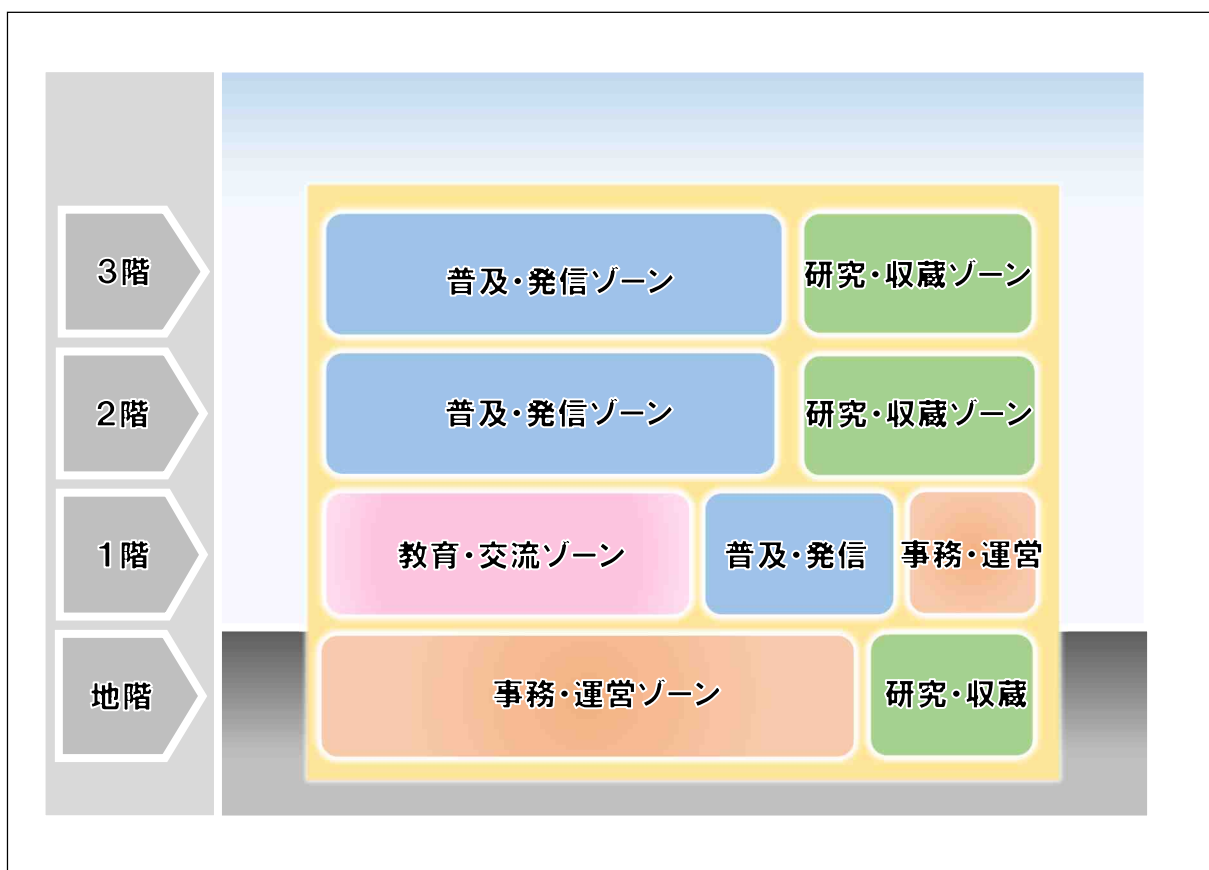 3階
普及・発信ゾーン
研究・収蔵ゾーン
2階
普及・発信ゾーン
研究・収蔵ゾーン
1階
教育・交流ゾーン
普及・発信
事務・運営
地階
事務・運営ゾーン
研究・収蔵